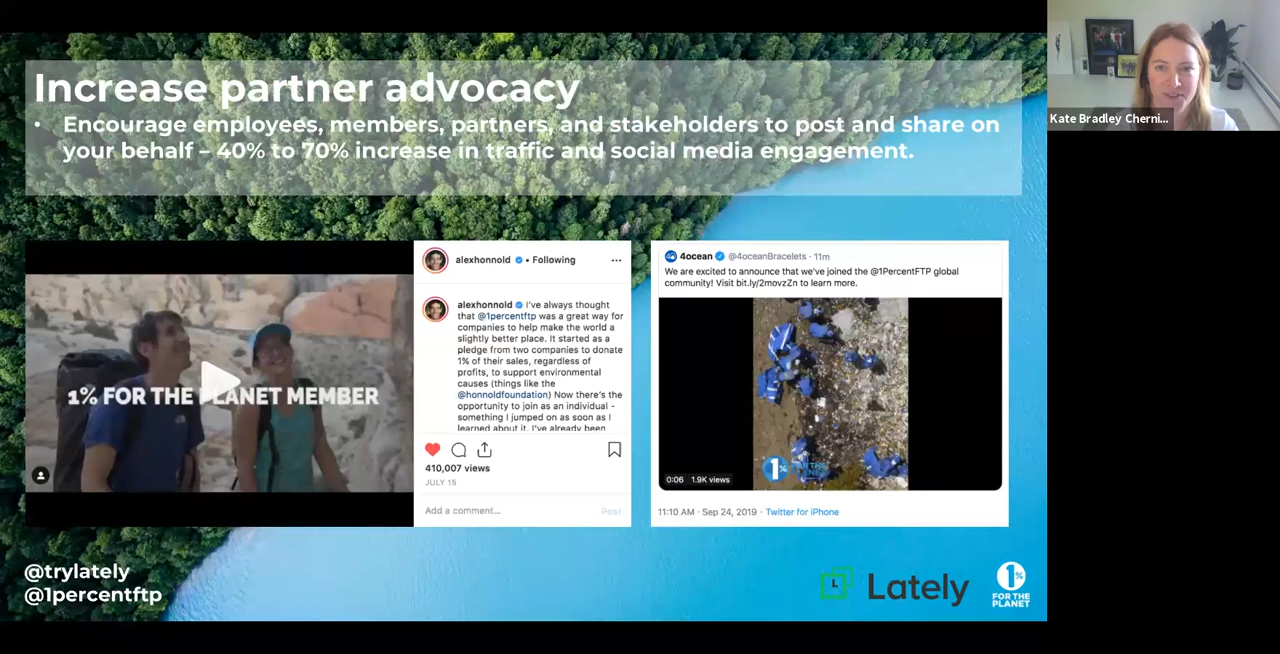 Increase partner advocacy
• Encourage employees, members, partners, and stakeholders to post and share on
your behalf – 40% to 70% increase in traffic and social media engagement.
Kate Bradley Cherni...
1% FOR THE PLANET MEMBER
alexhonnold • Following
alexhonnold I've always thought
that @1percentftp was a great way for
companies to help make the world a
slightly better place. It started as a
pledge from two companies to donate
1% of their sales, regardless of
profits, to support environmental
causes (things like the
@honnoldfoundation) Now there's the
opportunity to join as an individual -
something I jumped on as soon as I
learned about it. I've already been
410,007 views
JULY 15
Add a comment...
Post
4ocean @4oceanBracelets · 11m
We are excited to announce that we've joined the @1PercentFTP global
community! Visit bit.ly/2movzZn to learn more.
1%
FOR THE
PLANET
0:06 1.9K views
11:10 AM · Sep 24, 2019 · Twitter for iPhone
@trylately
@1percentftp
L
Lately
1%
FOR THE
PLANET